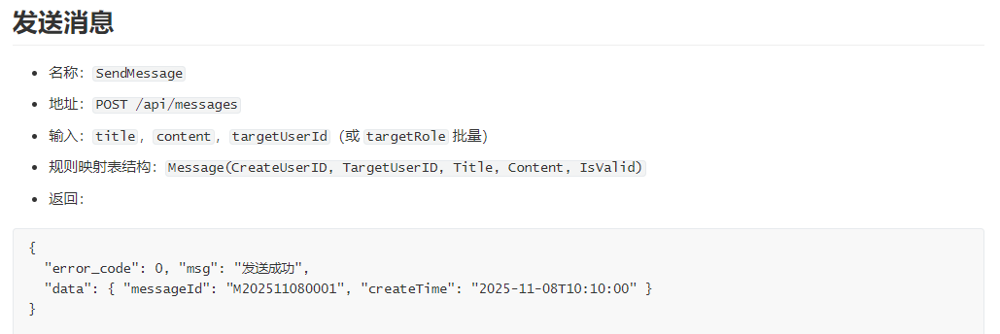 发送消息
名称：SendMessage
地址：POST /api/messages
输入：title，content，targetUserId（或 targetRole 批量）
规则映射表结构：Message(CreateUserID, TargetUserID, Title, Content, IsValid)
返回：
{
"error_code": 0, "msg": "发送成功",
"data": { "messageId": "M202511080001", "createTime": "2025-11-08T10:10:00" }
}